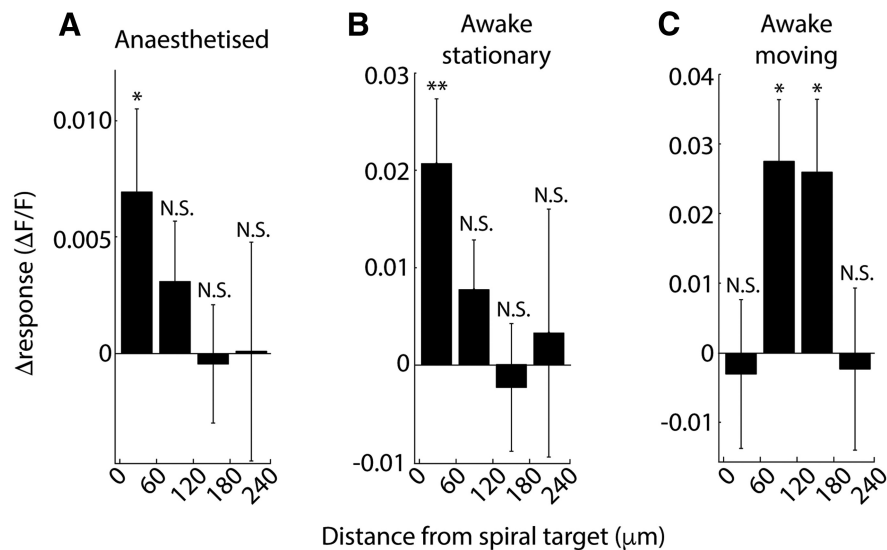 A
Anaesthetised
B
Awake
stationary
C
Awake
moving
Δresponse (ΔF/F)
0.010
0.005
0
*
N.S.
N.S.
N.S.
0
60
120
180
240
0.03
0.02
0.01
0
-0.01
**
N.S.
N.S.
N.S.
0
60
120
180
240
0.04
0.03
0.02
0.01
0
-0.01
N.S.
*
*
N.S.
0
60
120
180
240
Distance from spiral target (μm)